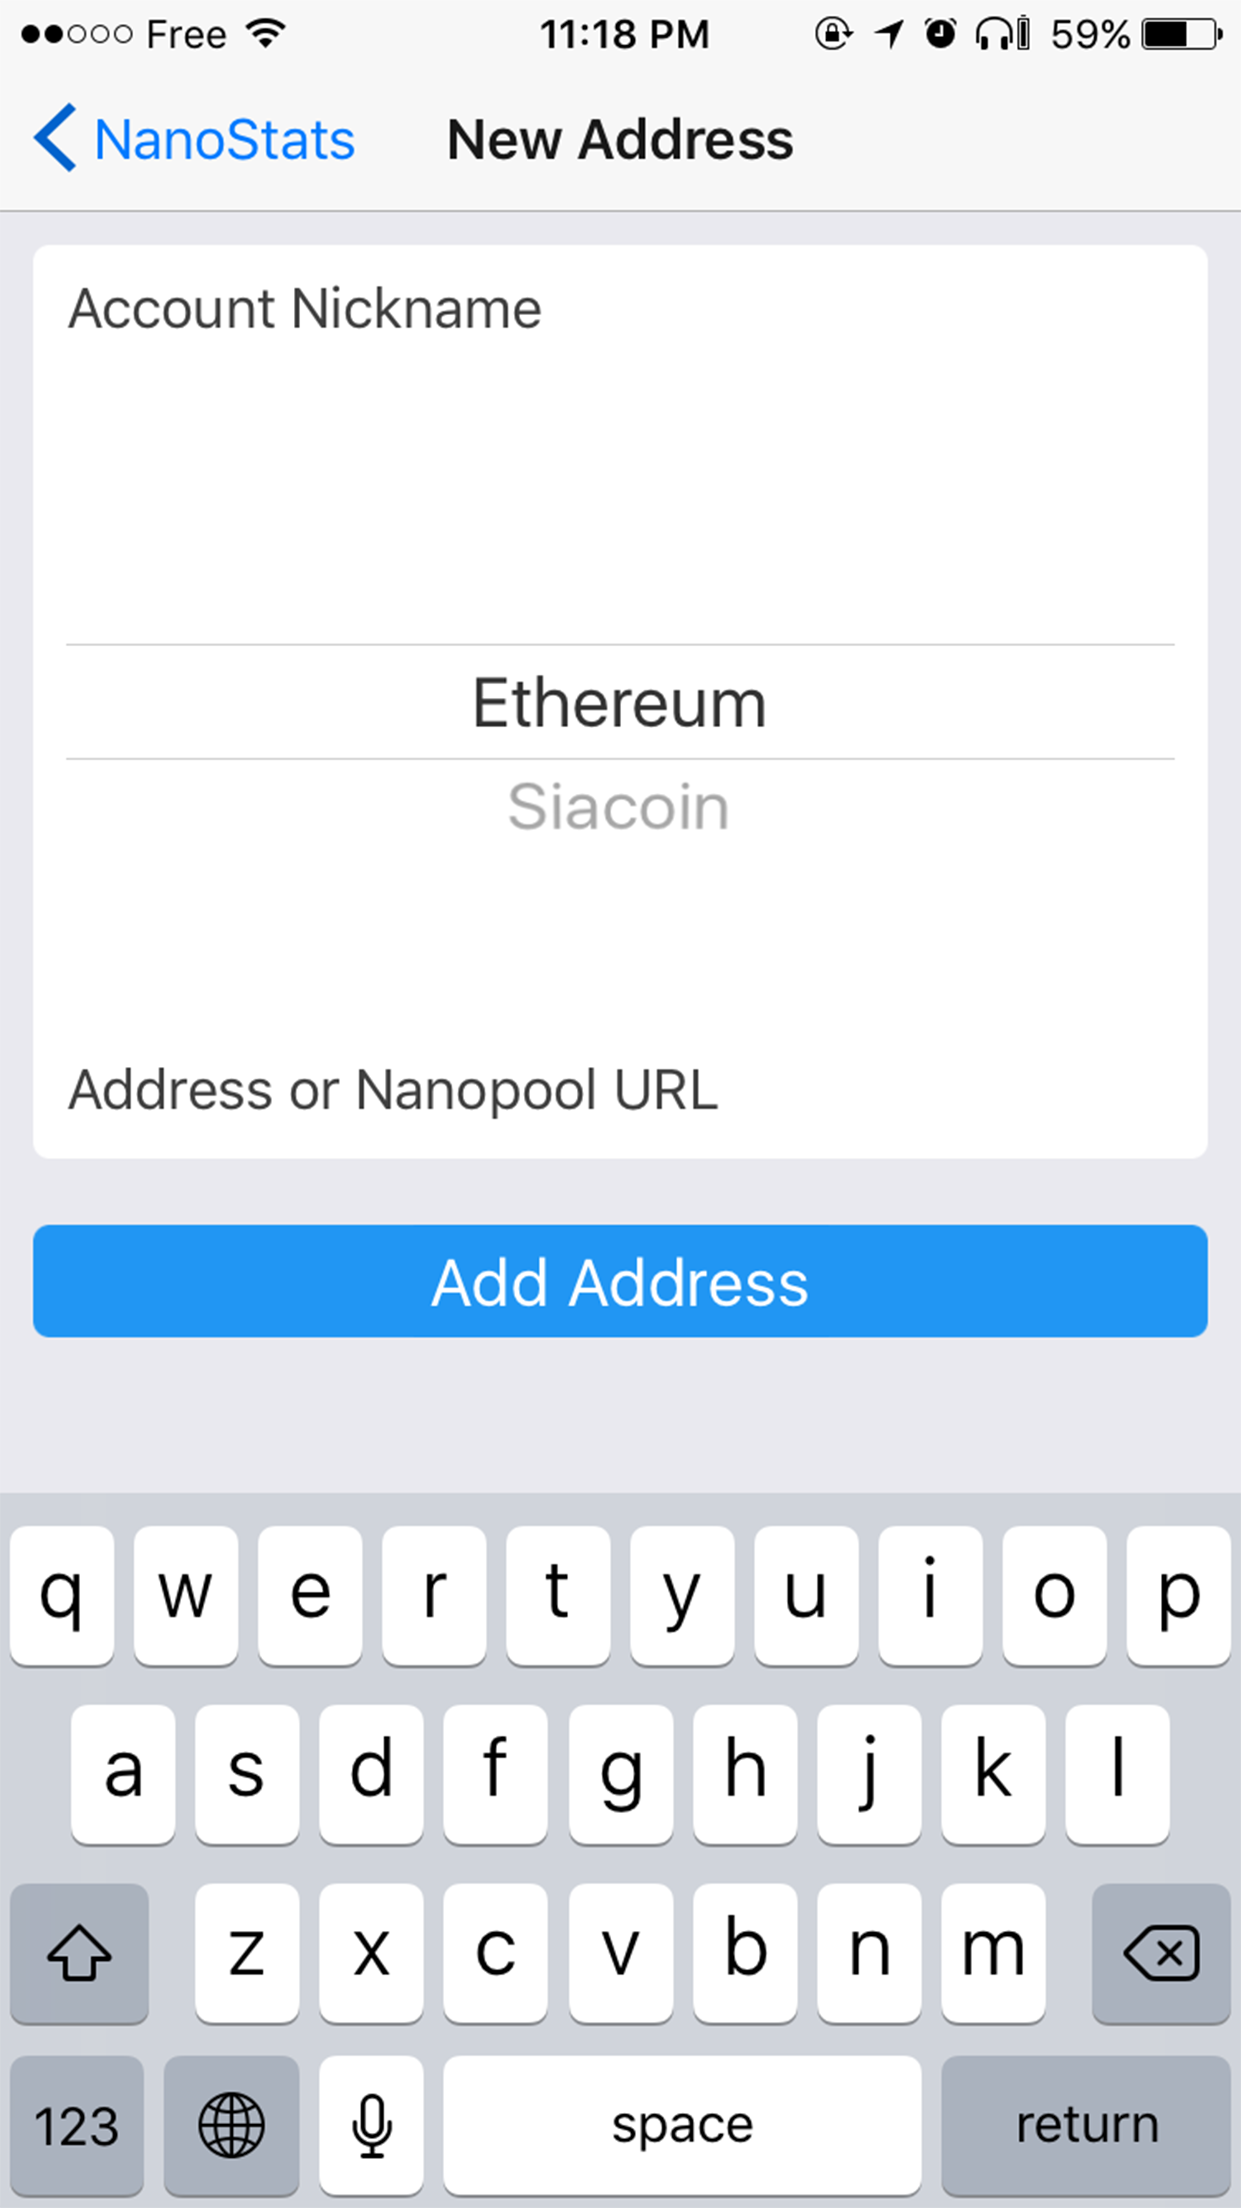 Free 11:18 PM 59%
NanoStats New Address
Account Nickname
Ethereum
Siacoin
Address or Nanopool URL
Add Address
q w e r t y u i o p
a s d f g h j k l
z x c v b n m
123 space return